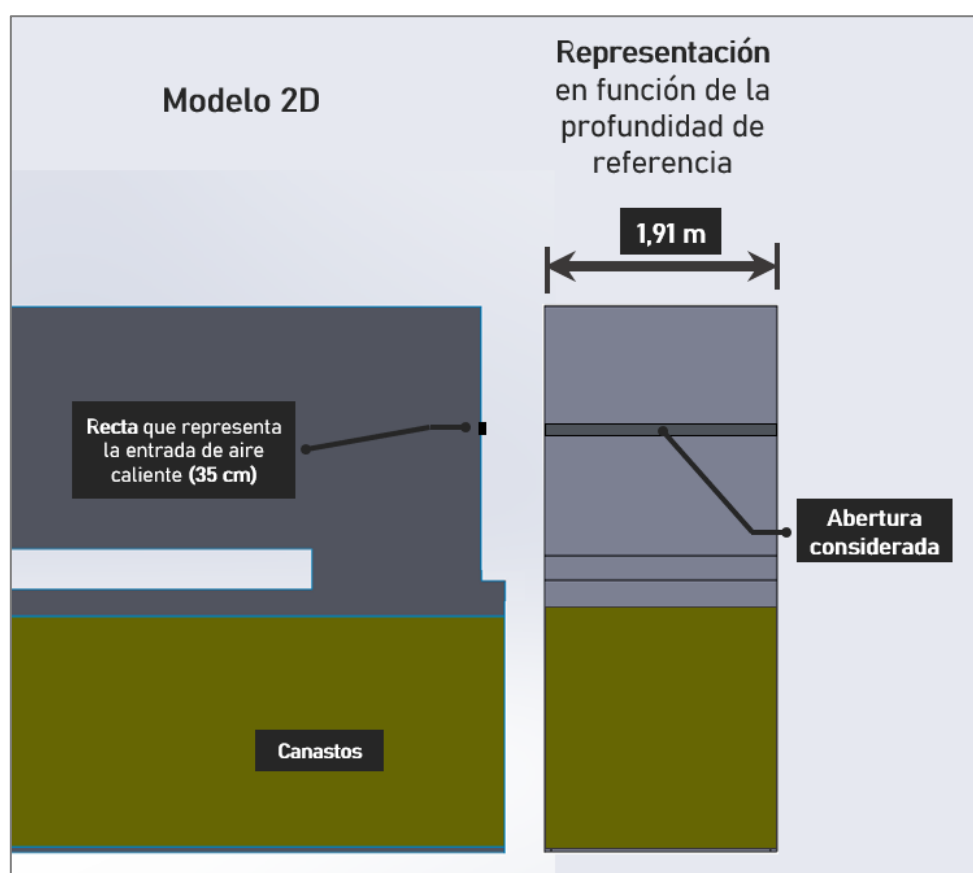 Modelo 2D
Representación
en función de la
profundidad de
referencia
1,91 m
Recta que representa
la entrada de aire
caliente (35 cm)
Abertura
considerada
Canastos